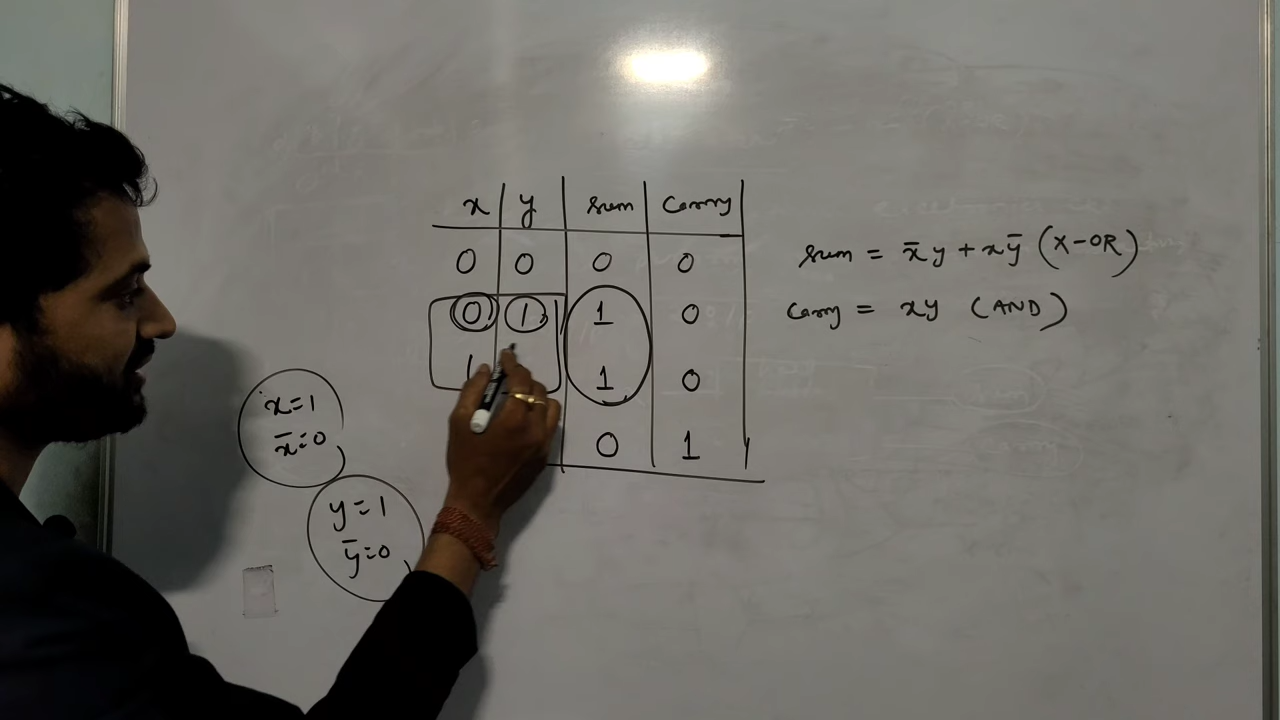 x y sum Carry
0 0 0 0
0 1 1 0
1 1 0
0 1
sum = x̄y + xȳ (X-OR)
Carry = xy (AND)
x=1
x̄=0
y=1
ȳ=0